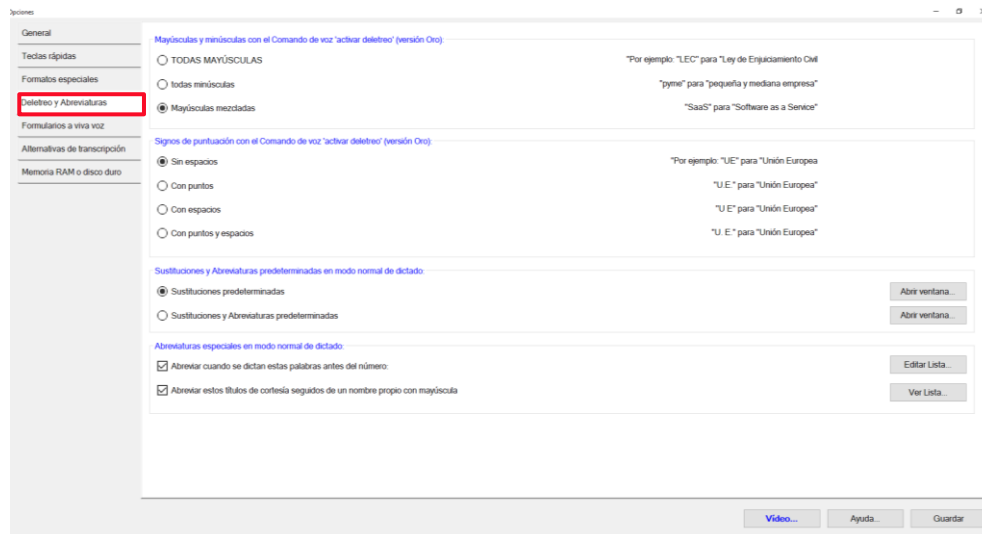 Opciones
General
Teclas rápidas
Formatos especiales
Deletreo y Abreviaturas
Formularios a viva voz
Alternativas de transcripción
Memoria RAM o disco duro
Mayúsculas y minúsculas con el Comando de voz 'activar deletreo' (versión Oro):
TODAS MAYÚSCULAS "Por ejemplo: "LEC" para "Ley de Enjuiciamiento Civil
todas minúsculas "pyme" para "pequeña y mediana empresa"
Mayúsculas mezcladas "SaaS" para "Software as a Service"
Signos de puntuación con el Comando de voz 'activar deletreo' (versión Oro):
Sin espacios "Por ejemplo: "UE" para "Unión Europea
Con puntos "U.E." para "Unión Europea"
Con espacios "U E" para "Unión Europea"
Con puntos y espacios "U. E." para "Unión Europea"
Sustituciones y Abreviaturas predeterminadas en modo normal de dictado:
Sustituciones predeterminadas Abrir ventana...
Sustituciones y Abreviaturas predeterminadas Abrir ventana...
Abreviaturas especiales en modo normal de dictado:
Abreviar cuando se dictan estas palabras antes del número: Editar Lista...
Abreviar estos títulos de cortesía seguidos de un nombre propio con mayúscula Ver Lista...
Vídeo... Ayuda... Guardar